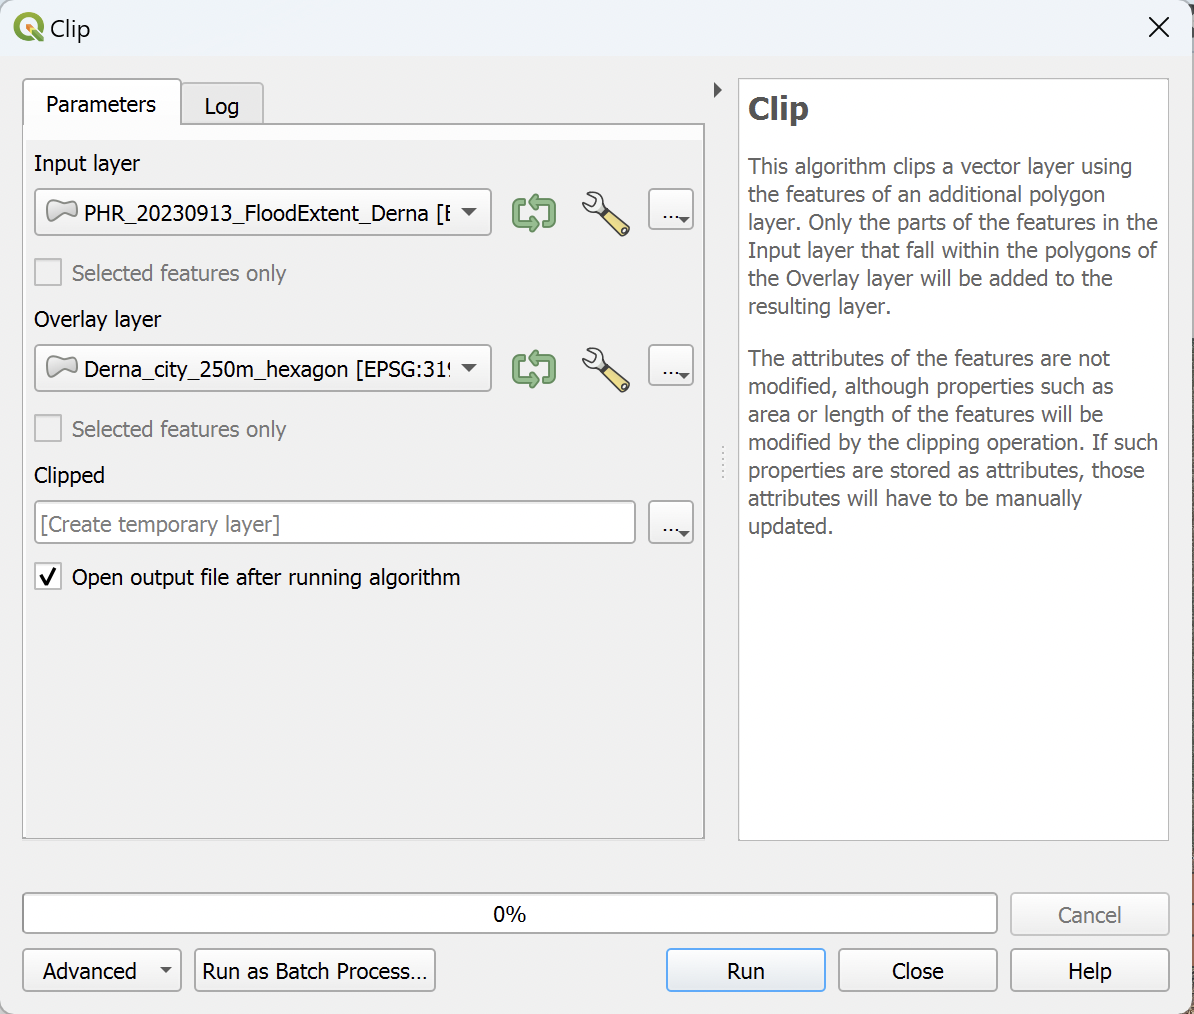 Clip
Parameters
Log
Input layer
PHR_20230913_FloodExtent_Derna [E
...
Selected features only
Overlay layer
Derna_city_250m_hexagon [EPSG:319
...
Selected features only
Clipped
[Create temporary layer]
...
Open output file after running algorithm
Clip
This algorithm clips a vector layer using
the features of an additional polygon
layer. Only the parts of the features in the
Input layer that fall within the polygons of
the Overlay layer will be added to the
resulting layer.
The attributes of the features are not
modified, although properties such as
area or length of the features will be
modified by the clipping operation. If such
properties are stored as attributes, those
attributes will have to be manually
updated.
0%
Cancel
Advanced
Run as Batch Process...
Run
Close
Help